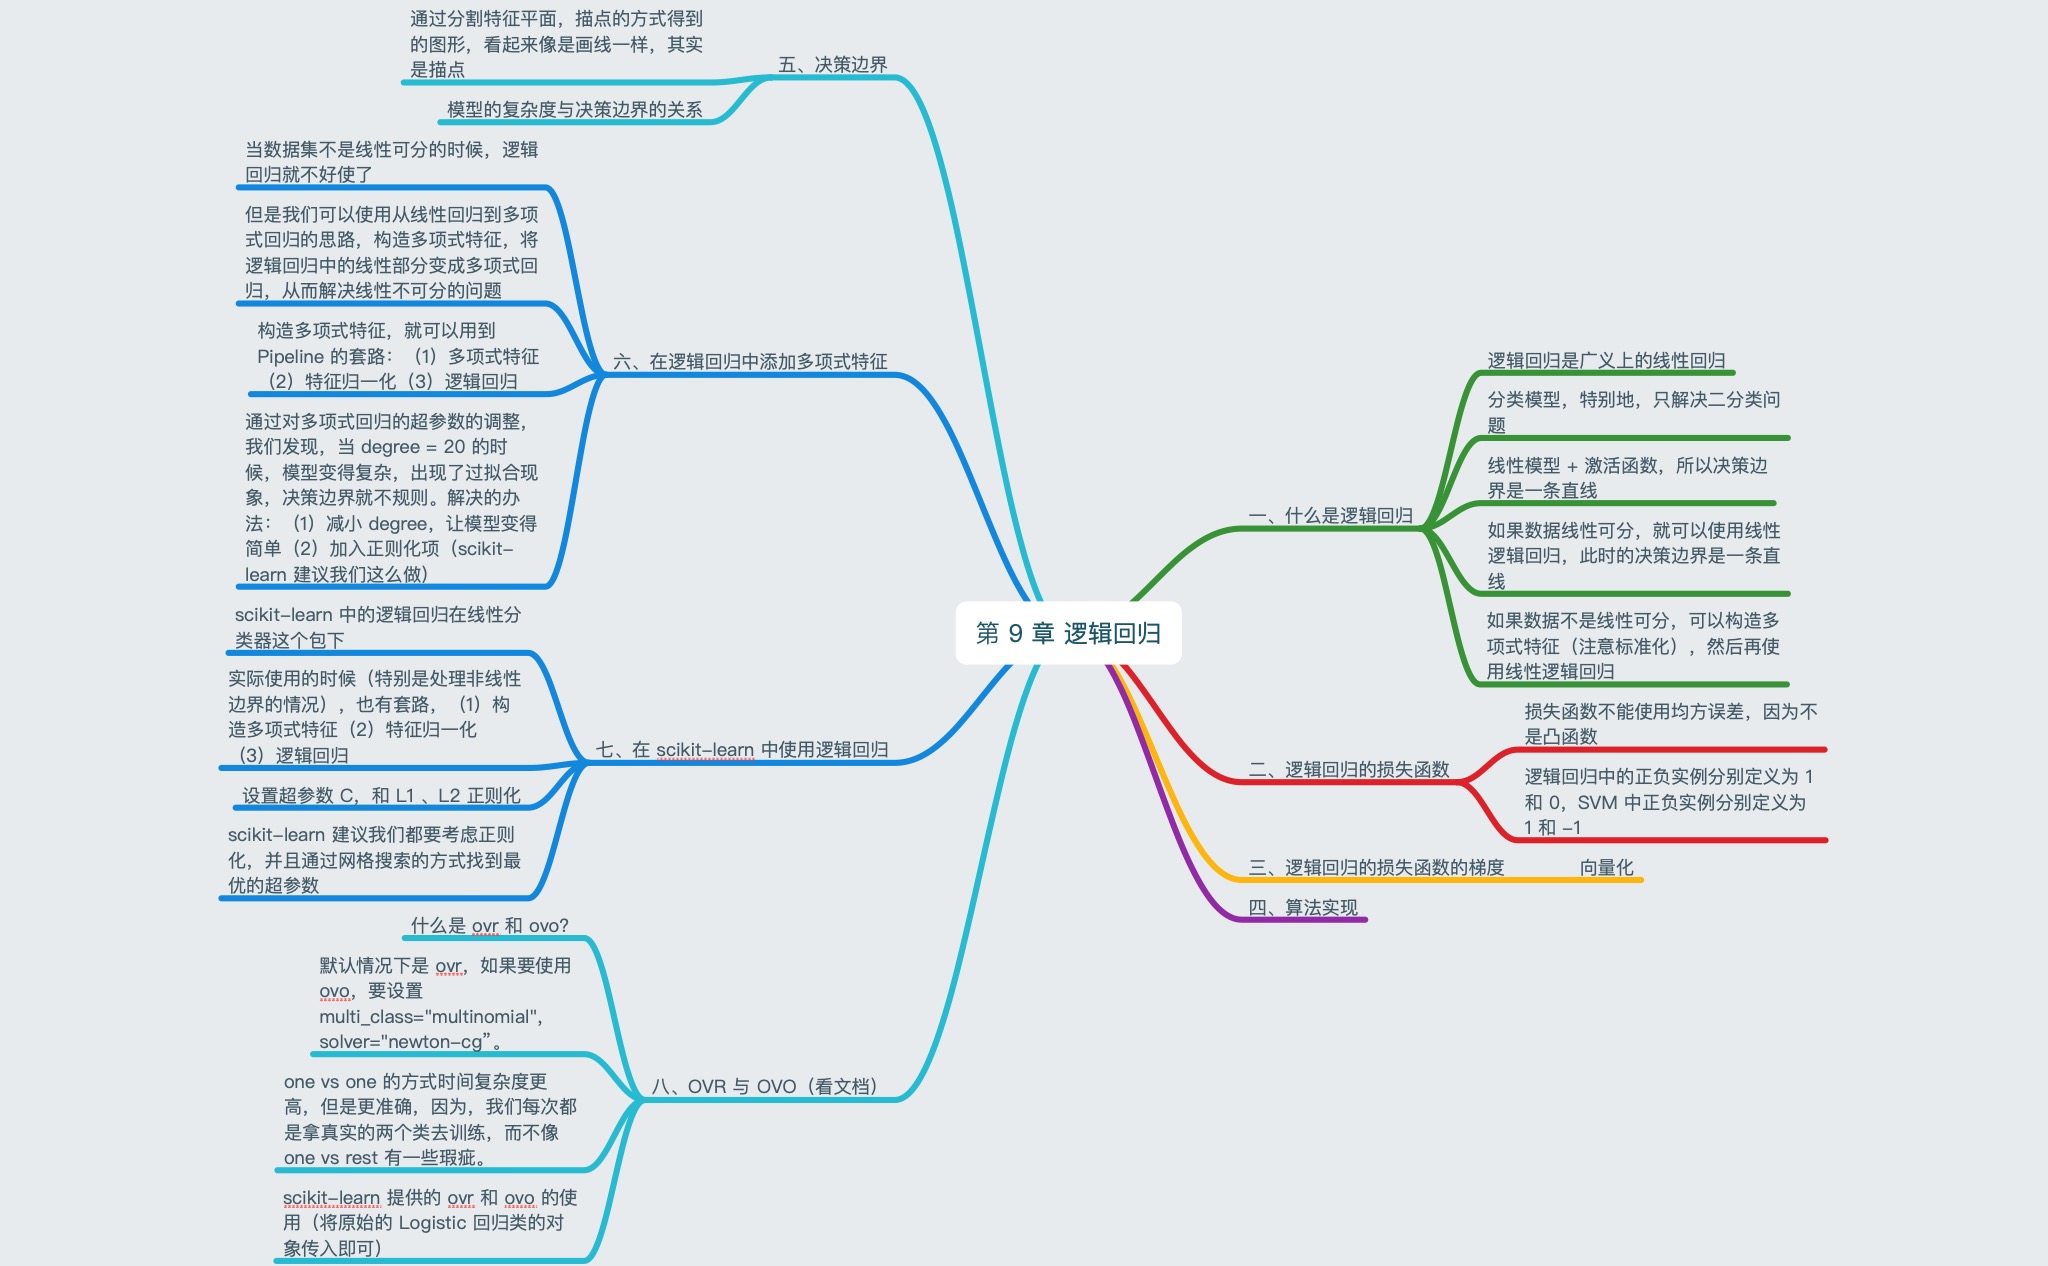 第 9 章 逻辑回归
一、什么是逻辑回归
逻辑回归是广义上的线性回归
分类模型，特别地，只解决二分类问
题
线性模型 + 激活函数，所以决策边
界是一条直线
如果数据线性可分，就可以使用线性
逻辑回归，此时的决策边界是一条直
线
如果数据不是线性可分，可以构造多
项式特征（注意标准化），然后再使
用线性逻辑回归
二、逻辑回归的损失函数
损失函数不能使用均方误差，因为不
是凸函数
逻辑回归中的正负实例分别定义为 1
和 0，SVM 中正负实例分别定义为
1 和 -1
三、逻辑回归的损失函数的梯度
向量化
四、算法实现
五、决策边界
通过分割特征平面，描点的方式得到
的图形，看起来像是画线一样，其实
是描点
模型的复杂度与决策边界的关系
六、在逻辑回归中添加多项式特征
当数据集不是线性可分的时候，逻辑
回归就不好使了
但是我们可以使用从线性回归到多项
式回归的思路，构造多项式特征，将
逻辑回归中的线性部分变成多项式回
归，从而解决线性不可分的问题
构造多项式特征，就可以用到
Pipeline 的套路：（1）多项式特征
（2）特征归一化（3）逻辑回归
通过对多项式回归的超参数的调整，
我们发现，当 degree = 20 的时
候，模型变得复杂，出现了过拟合现
象，决策边界就不规则。解决的办
法：（1）减小 degree，让模型变得
简单（2）加入正则化项（scikit-
learn 建议我们这么做）
七、在 scikit-learn 中使用逻辑回归
scikit-learn 中的逻辑回归在线性分
类器这个包下
实际使用的时候（特别是处理非线性
边界的情况），也有套路，（1）构
造多项式特征（2）特征归一化
（3）逻辑回归
设置超参数 C，和 L1 、L2 正则化
scikit-learn 建议我们都要考虑正则
化，并且通过网格搜索的方式找到最
优的超参数
八、OVR 与 OVO（看文档）
什么是 ovr 和 ovo?
默认情况下是 ovr，如果要使用
ovo，要设置
multi_class="multinomial",
solver="newton-cg”。
one vs one 的方式时间复杂度更
高，但是更准确，因为，我们每次都
是拿真实的两个类去训练，而不像
one vs rest 有一些瑕疵。
scikit-learn 提供的 ovr 和 ovo 的使
用（将原始的 Logistic 回归类的对
象传入即可）